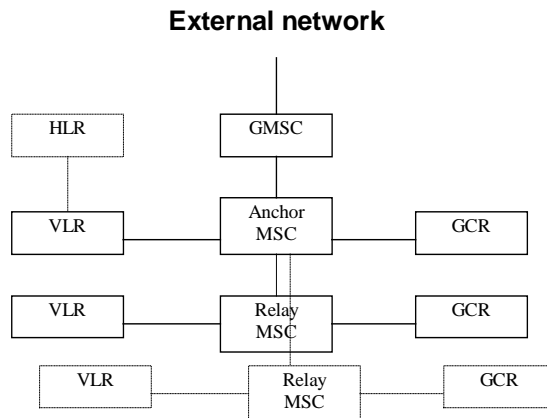 External network
HLR
GMSC
VLR
Anchor
MSC
GCR
VLR
Relay
MSC
GCR
VLR
Relay
MSC
GCR